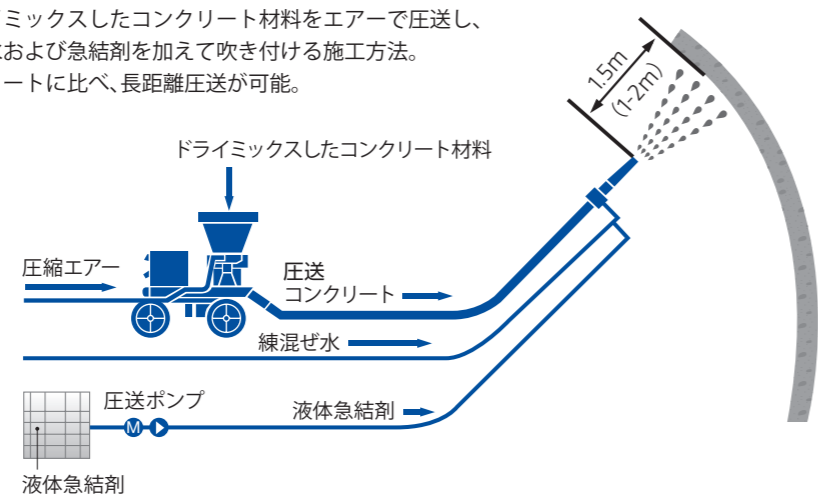 ミックスしたコンクリート材料をエアーで圧送し、
および急結剤を加えて吹き付ける施工方法。
ートに比べ、長距離圧送が可能。
1.5m
(1-2m)
ドライミックスしたコンクリート材料
圧縮エアー
圧送
コンクリート
練混ぜ水
圧送ポンプ
M
液体急結剤
液体急結剤